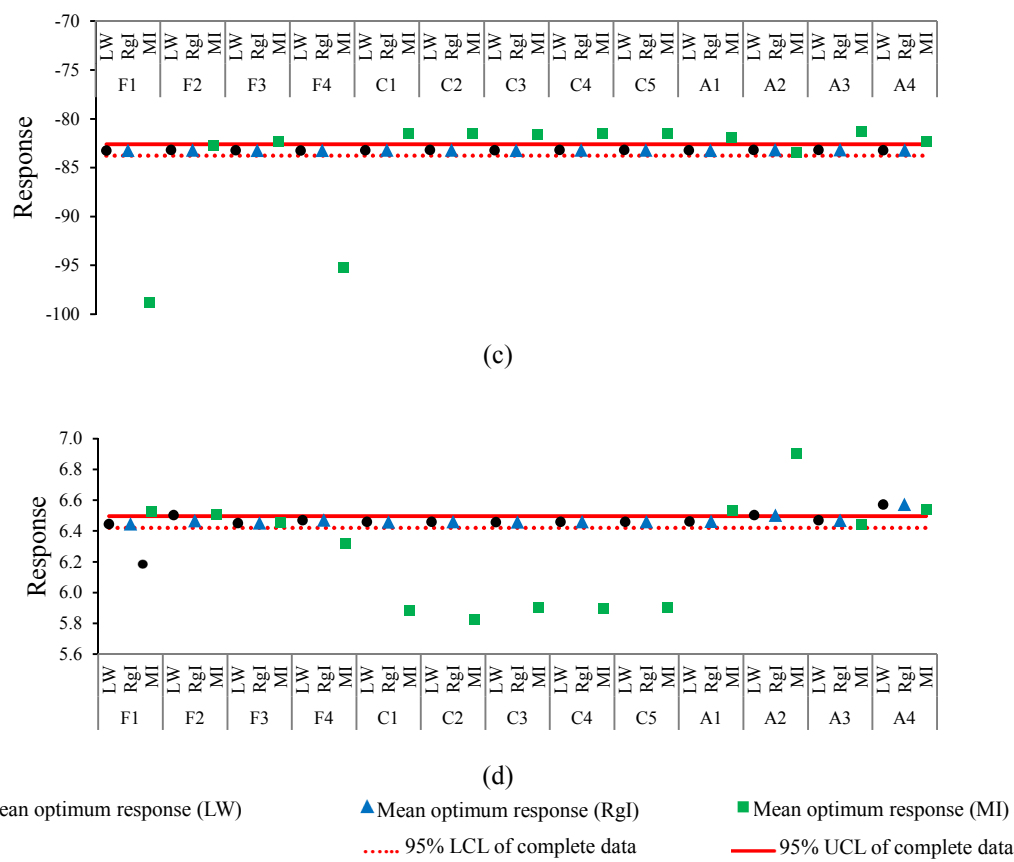 -70
LW RgI MI LW RgI MI LW RgI MI LW RgI MI LW RgI MI LW RgI MI LW RgI MI LW RgI MI LW RgI MI LW RgI MI LW RgI MI LW RgI MI LW RgI MI
-75
F1 F2 F3 F4 C1 C2 C3 C4 C5 A1 A2 A3 A4
-80
-85
-90
-95
-100
Response
(c)
7.0
6.8
6.6
6.4
6.2
6.0
5.8
5.6
Response
LW RgI MI LW RgI MI LW RgI MI LW RgI MI LW RgI MI LW RgI MI LW RgI MI LW RgI MI LW RgI MI LW RgI MI LW RgI MI LW RgI MI LW RgI MI
F1 F2 F3 F4 C1 C2 C3 C4 C5 A1 A2 A3 A4
(d)
ean optimum response (LW) Mean optimum response (RgI) Mean optimum response (MI)
95% LCL of complete data 95% UCL of complete data